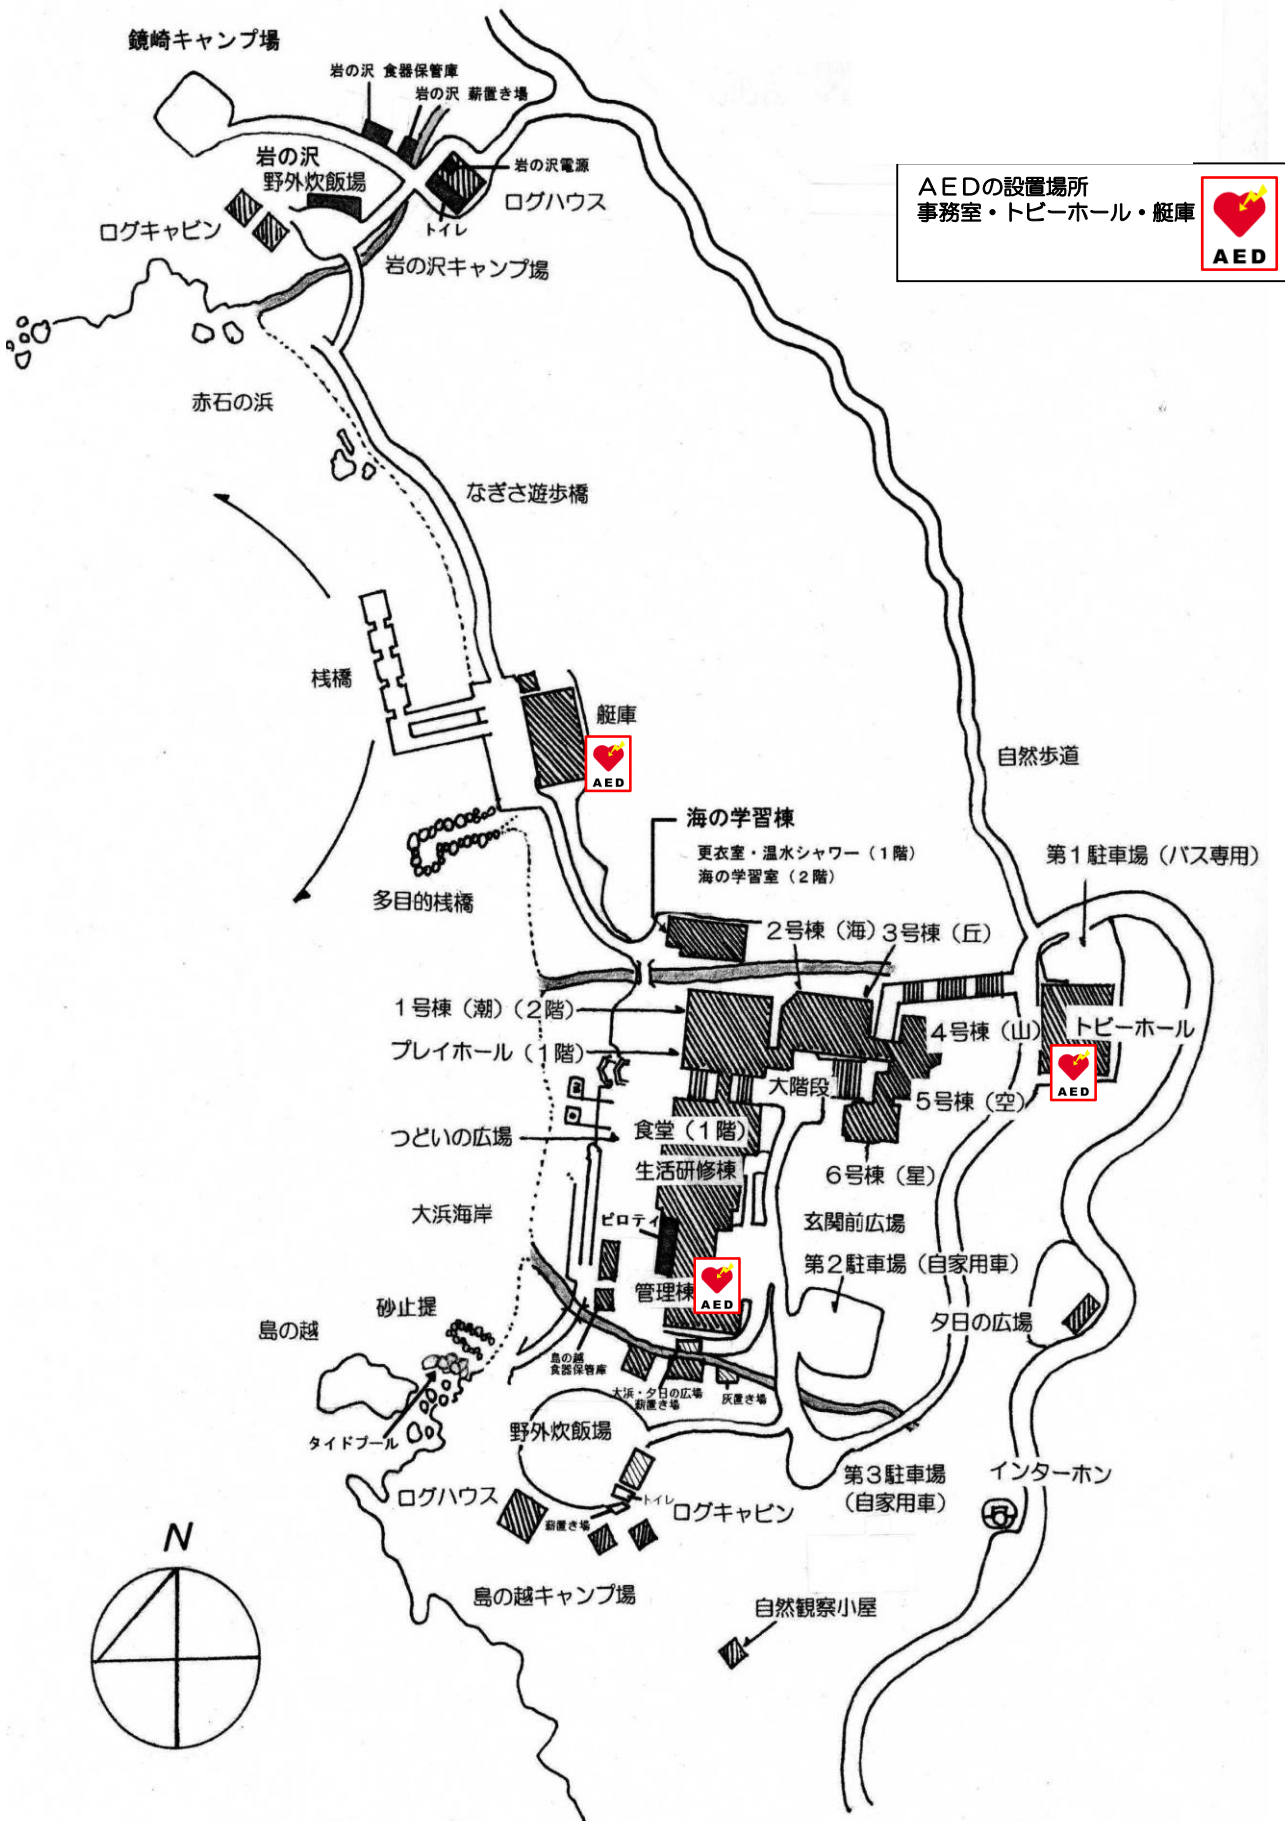 鏡崎キャンプ場
岩の沢 食器保管庫
岩の沢 薪置き場
岩の沢
野外炊飯場
岩の沢電源
ログハウス
トイレ
ログキャビン
岩の沢キャンプ場
AEDの設置場所
事務室・トビーホール・艇庫
AED
赤石の浜
なぎさ遊歩橋
桟橋
艇庫
AED
自然歩道
海の学習棟
更衣室・温水シャワー（1階）
海の学習室（2階）
第1駐車場（バス専用）
多目的桟橋
2号棟（海）
3号棟（丘）
1号棟（潮）（2階）
4号棟（山）
トビーホール
AED
プレイホール（1階）
大階段
5号棟（空）
つどいの広場
食堂（1階）
生活研修棟
6号棟（星）
大浜海岸
ピロティ
玄関前広場
第2駐車場（自家用車）
管理棟
AED
砂止提
島の越
夕日の広場
島の越
食器保管庫
大浜・夕日の広場
薪置き場
灰置き場
タイドプール
野外炊飯場
第3駐車場
（自家用車）
インターホン
ログハウス
トイレ
薪置き場
ログキャビン
N
島の越キャンプ場
自然観察小屋